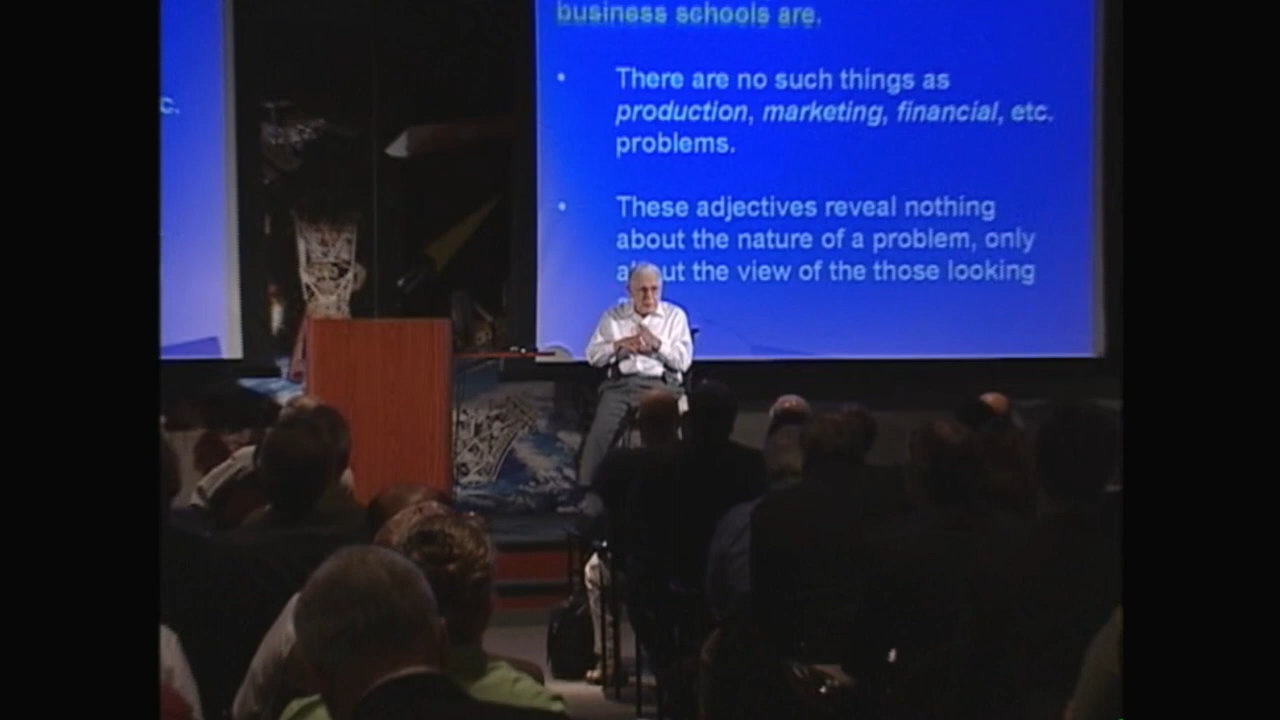 c.
business schools are.
• There are no such things as
production, marketing, financial, etc.
problems.
• These adjectives reveal nothing
about the nature of a problem, only
about the view of the those looking